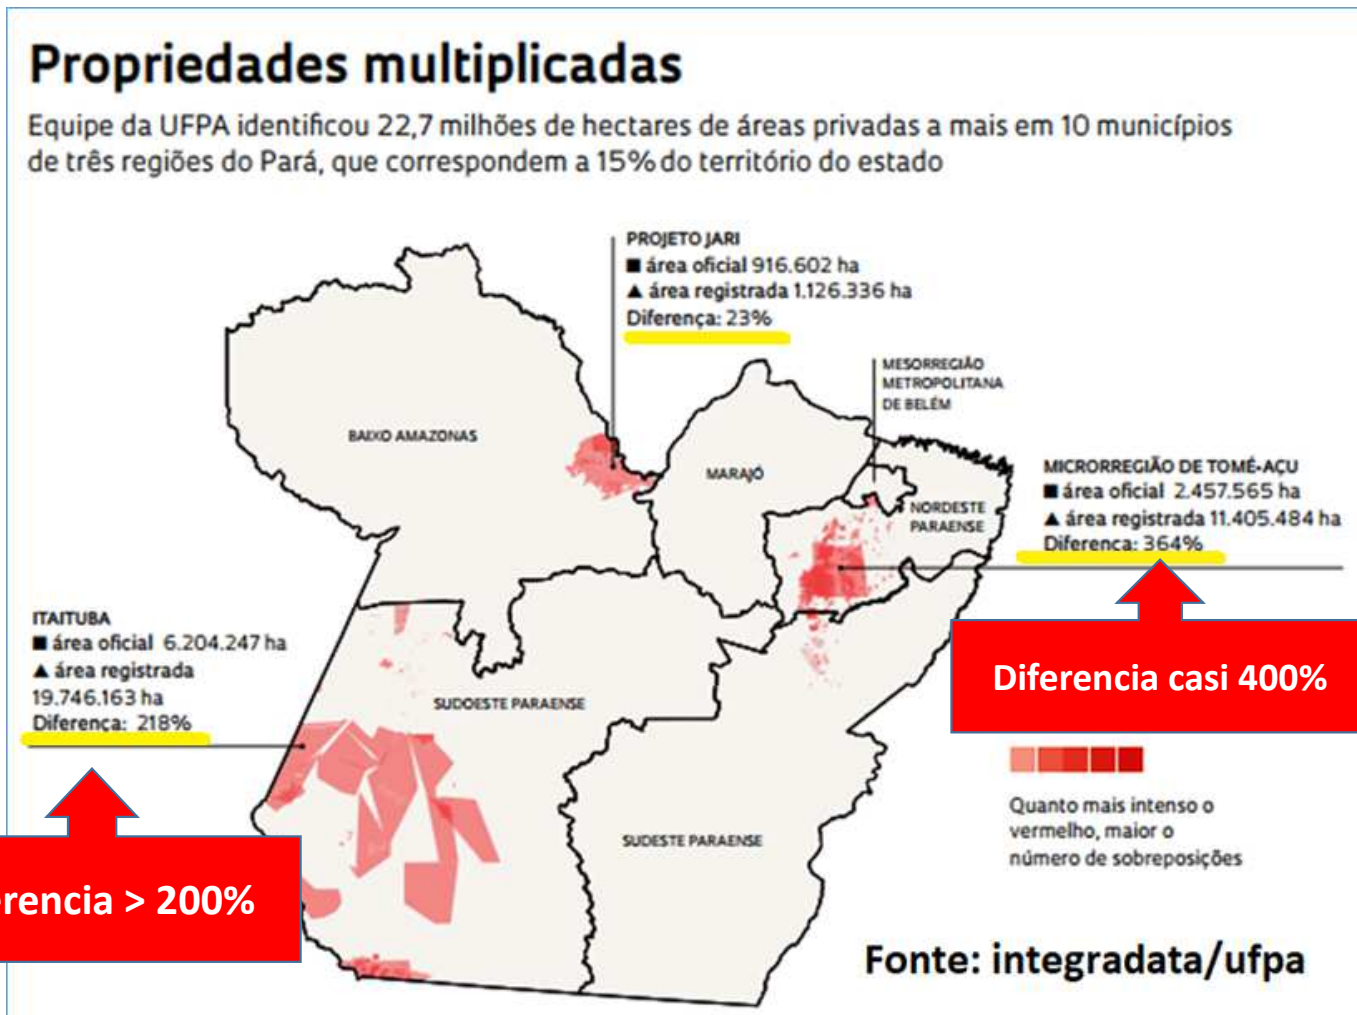 Propriedades multiplicadas
Equipe da UFPA identificou 22,7 milhões de hectares de áreas privadas a mais em 10 municípios
de três regiões do Pará, que correspondem a 15% do território do estado
PROJETO JARI
■ área oficial 916.602 ha
▲ área registrada 1.126.336 ha
Diferença: 23%
MESORREGIÃO
METROPOLITANA
DE BELÉM
BAIXO AMAZONAS
MARAJÓ
NORDESTE
PARAENSE
MICRORREGIÃO DE TOMÉ-AÇU
■ área oficial 2.457.565 ha
▲ área registrada 11.405.484 ha
Diferença: 364%
Diferencia casi 400%
ITAITUBA
■ área oficial 6.204.247 ha
▲ área registrada
19.746.163 ha
Diferença: 218%
SUDOESTE PARAENSE
SUDESTE PARAENSE
erencia > 200%
Quanto mais intenso o
vermelho, maior o
número de sobreposições
Fonte: integradata/ufpa